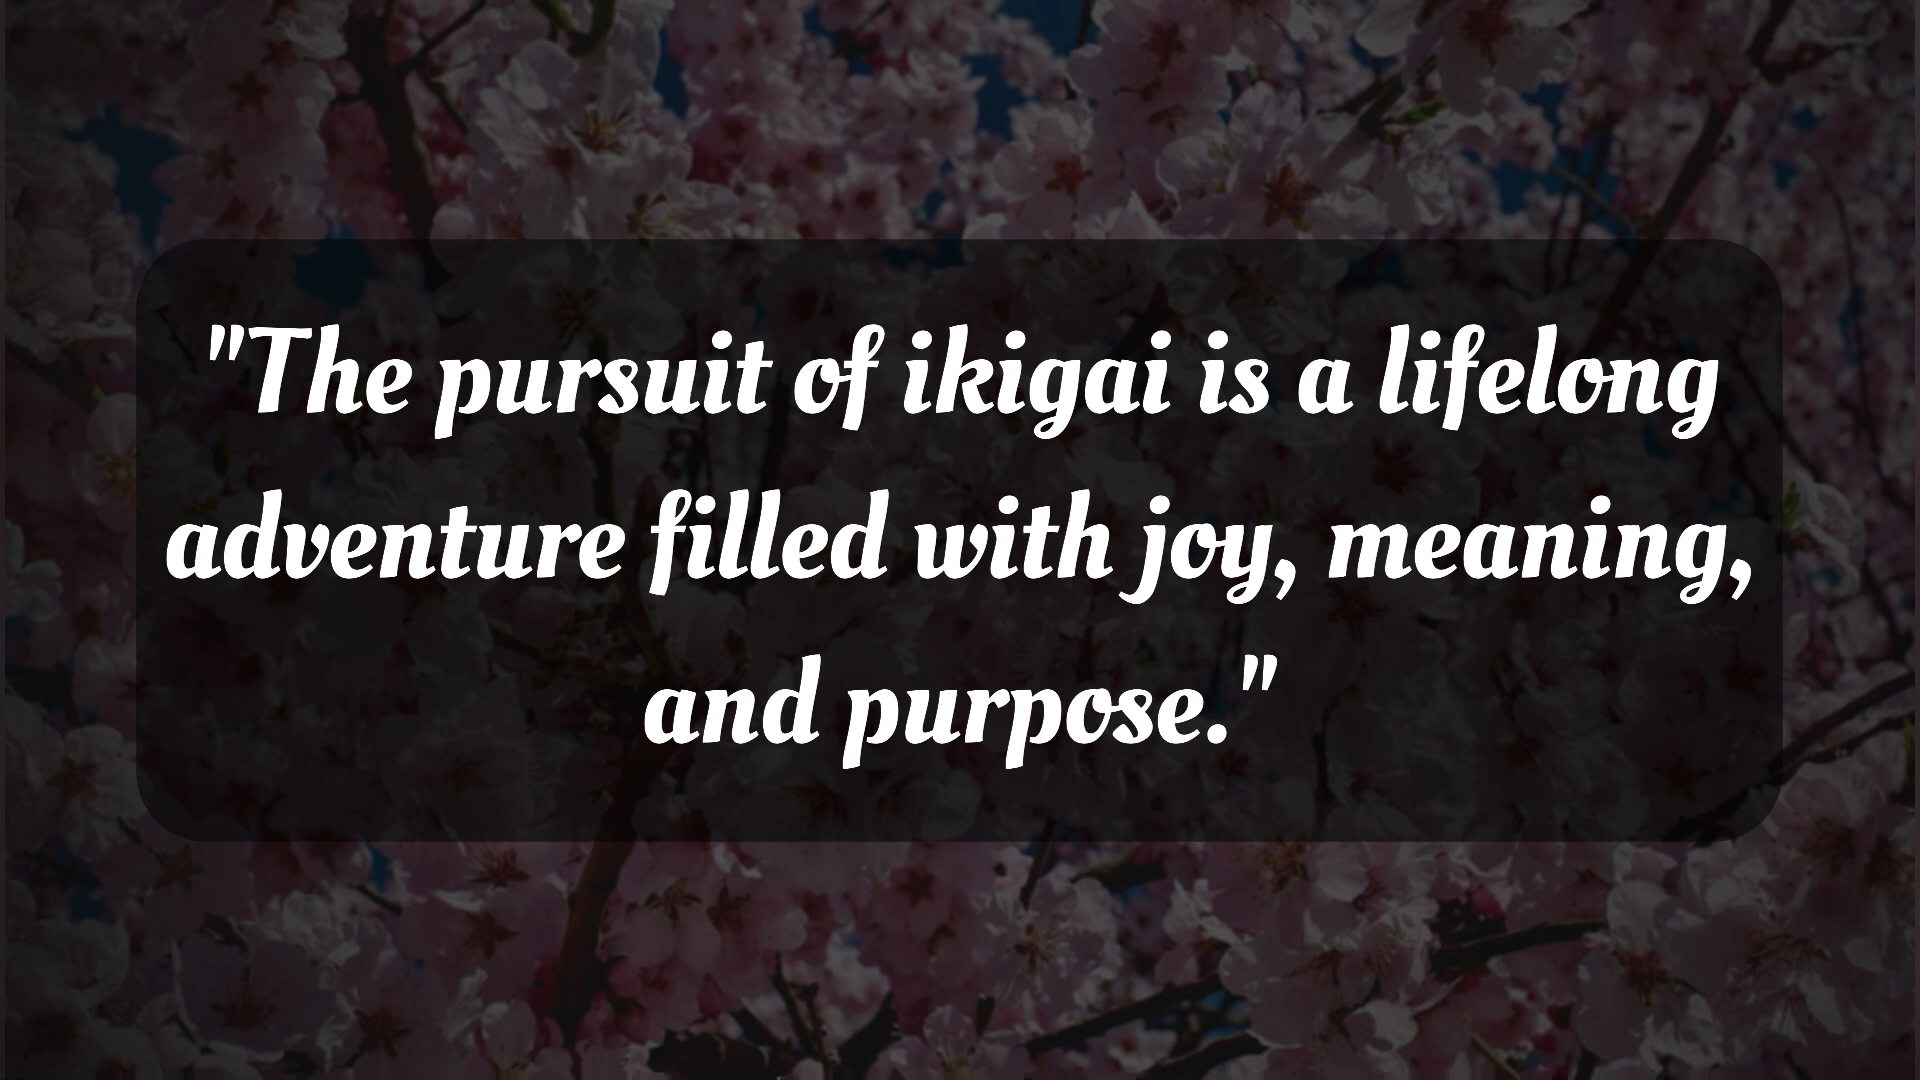 "The pursuit of ikigai is a lifelong
adventure filled with joy, meaning,
and purpose."